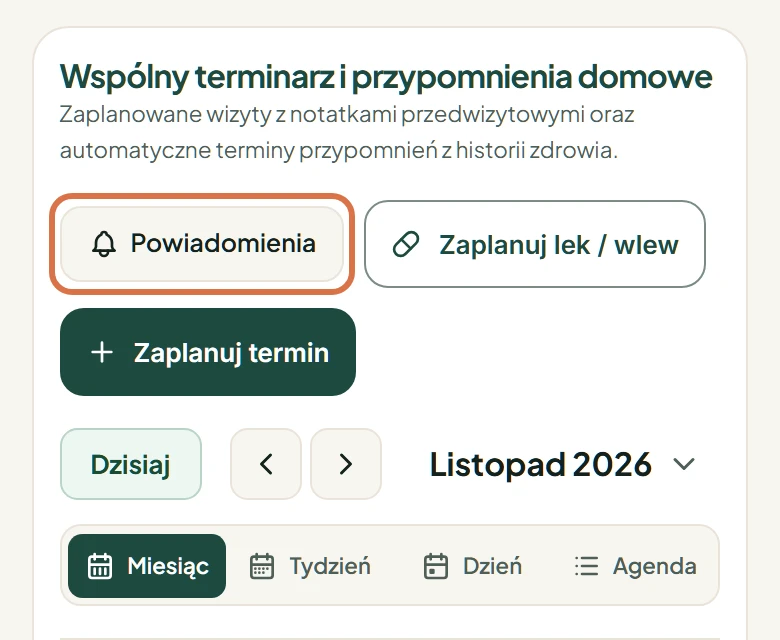 Wspólny terminarz i przypomnienia domowe
Zaplanowane wizyty z notatkami przedwizytowymi oraz
automatyczne terminy przypomnień z historii zdrowia.
Powiadomienia
Zaplanuj lek / wlew
Zaplanuj termin
Dzisiaj
Listopad 2026
Miesiąc
Tydzień
Dzień
Agenda